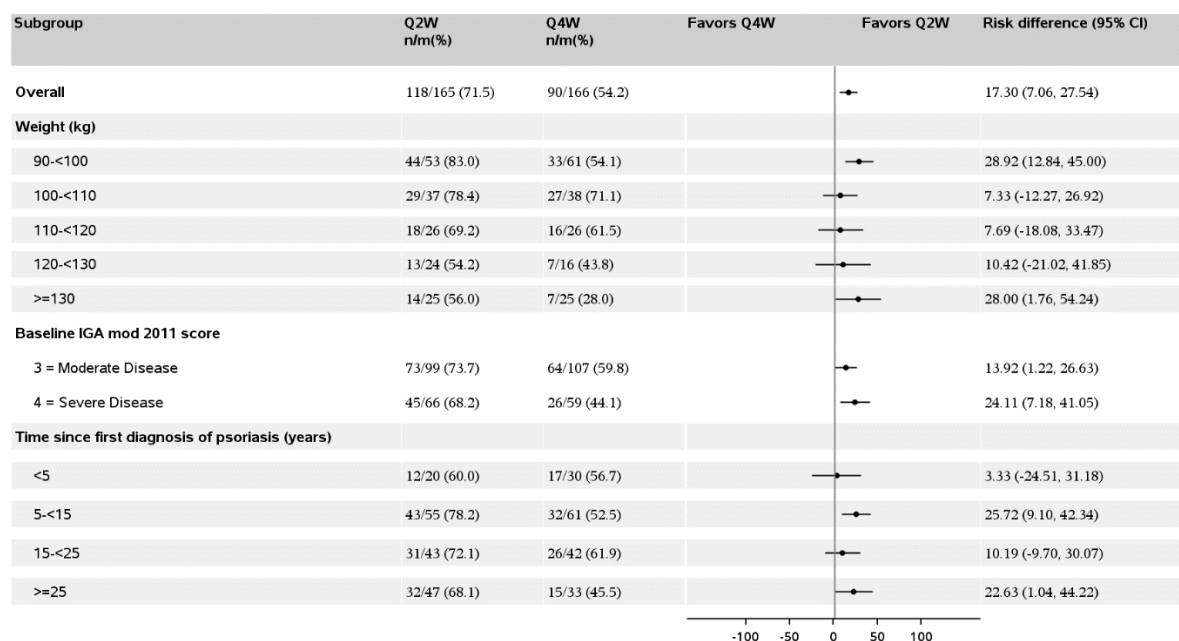 Subgroup Q2W Q4W Favors Q4W Favors Q2W Risk difference (95% CI)
n/m(%) n/m(%)
Overall 118/165 (71.5) 90/166 (54.2) 17.30 (7.06, 27.54)
Weight (kg)
90-<100 44/53 (83.0) 33/61 (54.1) 28.92 (12.84, 45.00)
100-<110 29/37 (78.4) 27/38 (71.1) 7.33 (-12.27, 26.92)
110-<120 18/26 (69.2) 16/26 (61.5) 7.69 (-18.08, 33.47)
120-<130 13/24 (54.2) 7/16 (43.8) 10.42 (-21.02, 41.85)
>=130 14/25 (56.0) 7/25 (28.0) 28.00 (1.76, 54.24)
Baseline IGA mod 2011 score
3 = Moderate Disease 73/99 (73.7) 64/107 (59.8) 13.92 (1.22, 26.63)
4 = Severe Disease 45/66 (68.2) 26/59 (44.1) 24.11 (7.18, 41.05)
Time since first diagnosis of psoriasis (years)
<5 12/20 (60.0) 17/30 (56.7) 3.33 (-24.51, 31.18)
5-<15 43/55 (78.2) 32/61 (52.5) 25.72 (9.10, 42.34)
15-<25 31/43 (72.1) 26/42 (61.9) 10.19 (-9.70, 30.07)
>=25 32/47 (68.1) 15/33 (45.5) 22.63 (1.04, 44.22)
-100 -50 0 50 100